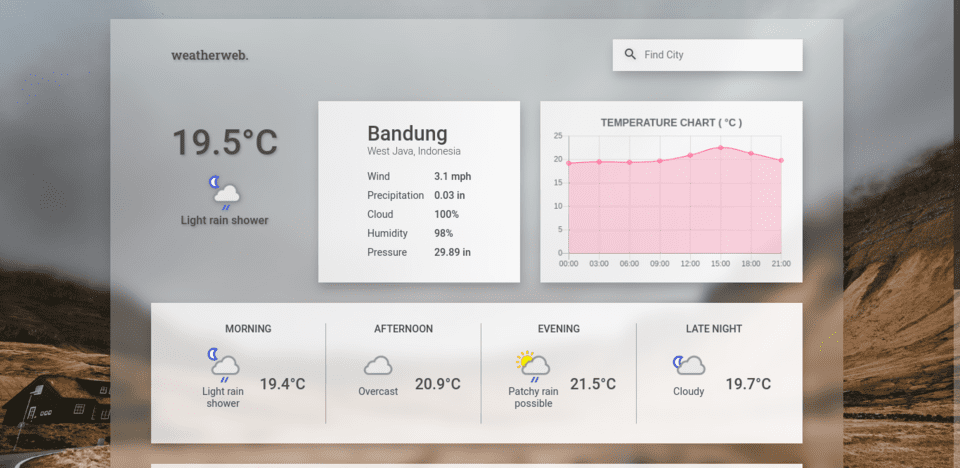 weatherweb.
Find City
19.5°C
Light rain shower
Bandung
West Java, Indonesia
Wind 3.1 mph
Precipitation 0.03 in
Cloud 100%
Humidity 98%
Pressure 29.89 in
TEMPERATURE CHART ( °C )
25
20
15
10
5
0
00:00 03:00 06:00 09:00 12:00 15:00 18:00 21:00
MORNING
Light rain
shower
19.4°C
AFTERNOON
Overcast
20.9°C
EVENING
Patchy rain
possible
21.5°C
LATE NIGHT
Cloudy
19.7°C